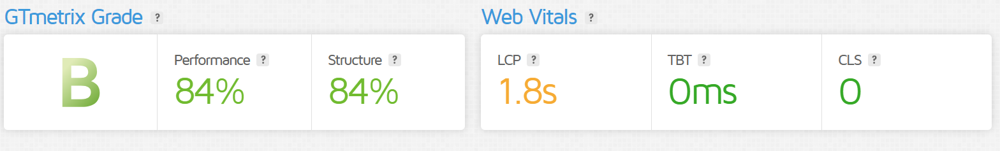 GTmetrix Grade ?
Web Vitals ?
B
Performance ?
84%
Structure ?
84%
LCP ?
1.8s
TBT ?
0ms
CLS ?
0